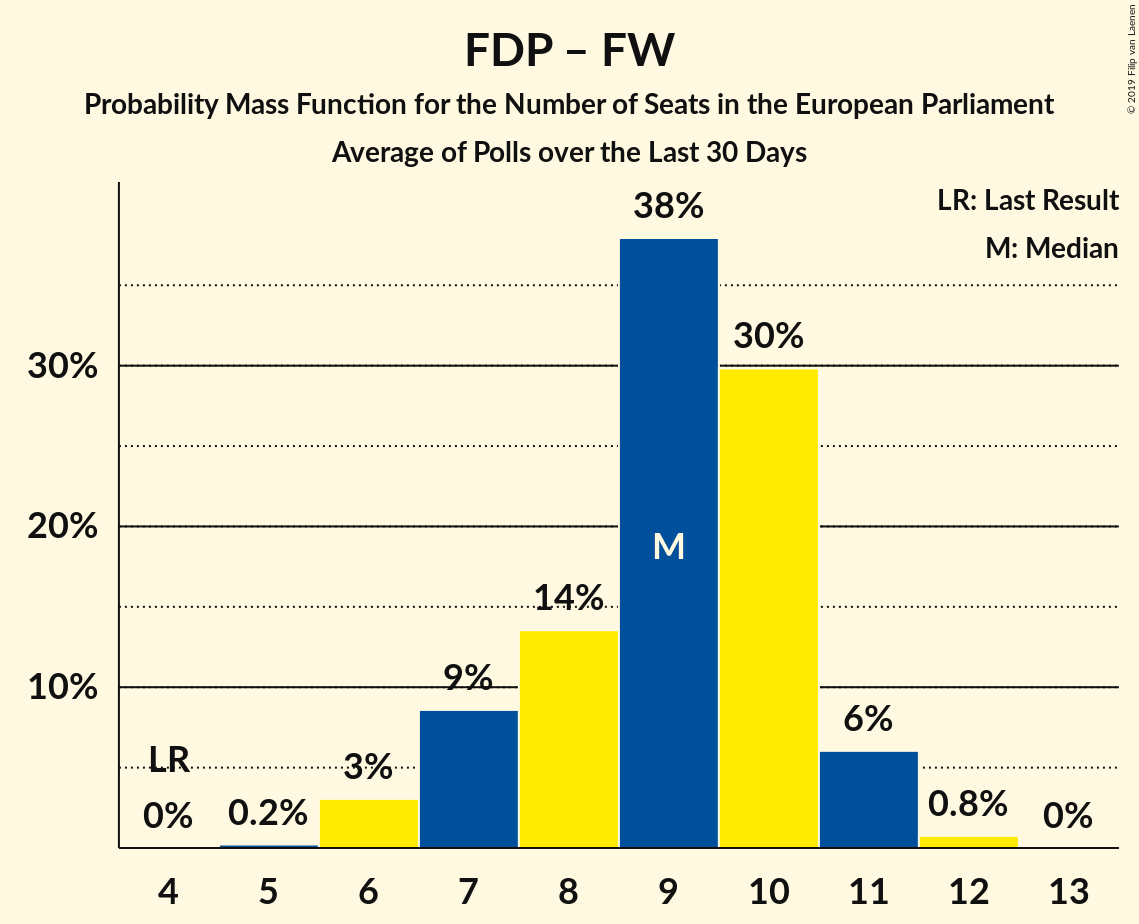 FDP – FW
Probability Mass Function for the Number of Seats in the European Parliament
Average of Polls over the Last 30 Days
© 2019 Filip van Laenen
LR: Last Result
M: Median
38%
30%
30%
20%
M
14%
10%
9%
6%
LR
3%
0%
0.2%
0.8%
0%
4 5 6 7 8 9 10 11 12 13